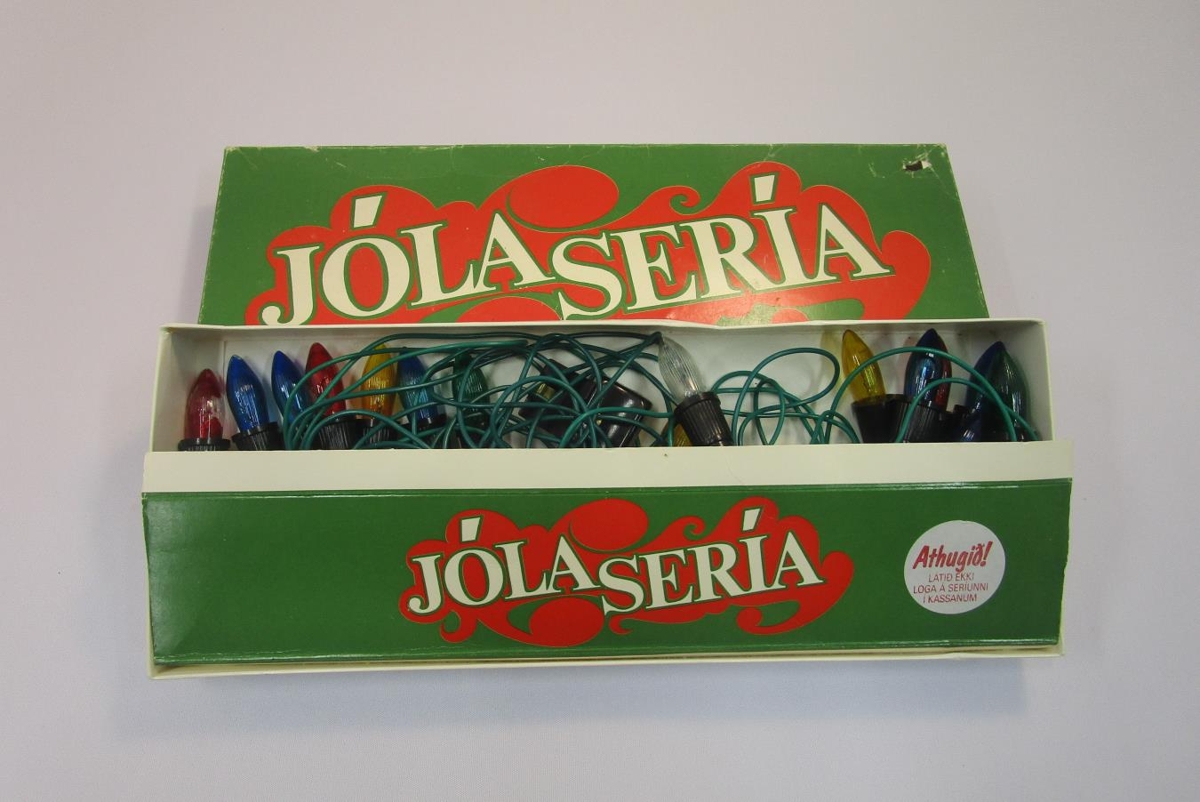 JÓLASERÍA
JÓLASERÍA
Athugið!
LÁTIÐ EKKI
LOGA Á SERÍUNNI
Í KASSANUM